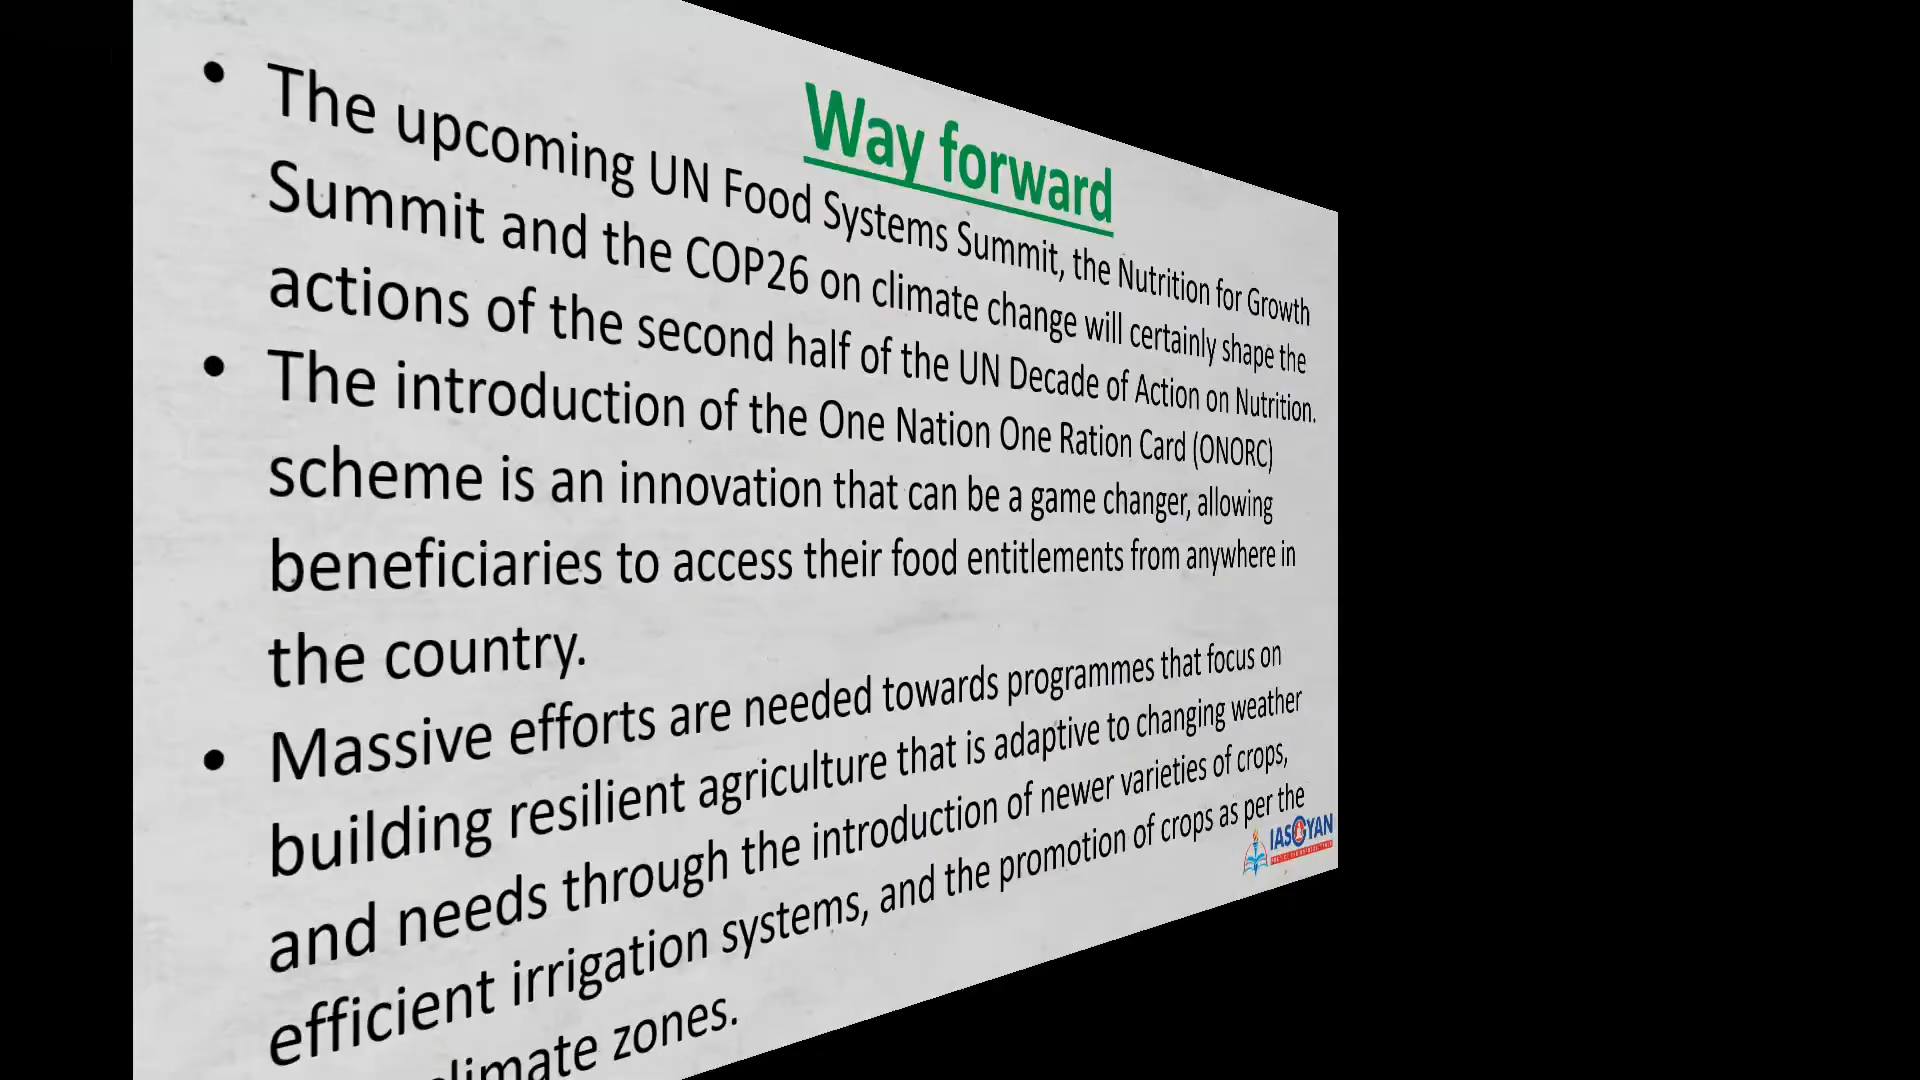 Way forward
• The upcoming UN Food Systems Summit, the Nutrition for Growth
Summit and the COP26 on climate change will certainly shape the
actions of the second half of the UN Decade of Action on Nutrition.
• The introduction of the One Nation One Ration Card (ONORC)
scheme is an innovation that can be a game changer, allowing
beneficiaries to access their food entitlements from anywhere in
the country.
• Massive efforts are needed towards programmes that focus on
building resilient agriculture that is adaptive to changing weather
and needs through the introduction of newer varieties of crops,
efficient irrigation systems, and the promotion of crops as per the
zones.
IASGYAN